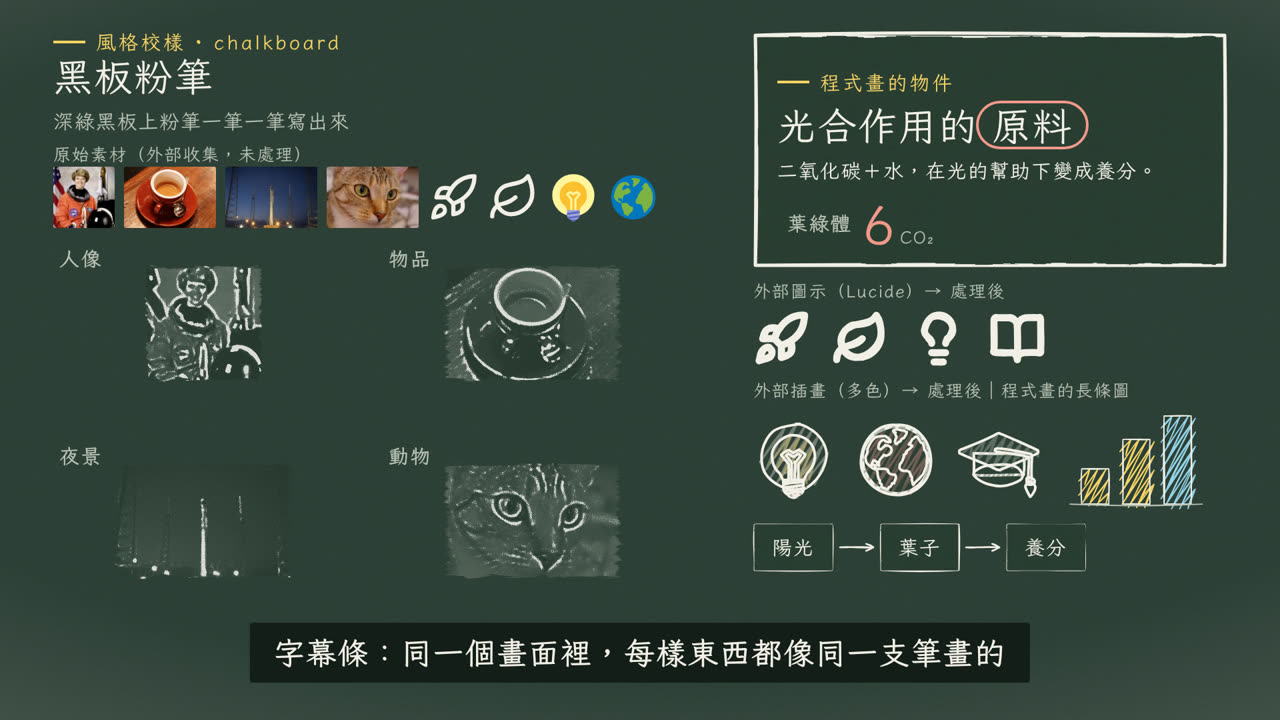 風格校樣・chalkboard
黑板粉筆
深綠黑板上粉筆一筆一筆寫出來
原始素材（外部收集，未處理）
人像
物品
夜景
動物
程式畫的物件
光合作用的原料
二氧化碳＋水，在光的幫助下變成養分。
葉綠體 6 CO₂
外部圖示（Lucide）→ 處理後
外部插畫（多色）→ 處理後｜程式畫的長條圖
陽光 → 葉子 → 養分
字幕條：同一個畫面裡，每樣東西都像同一支筆畫的